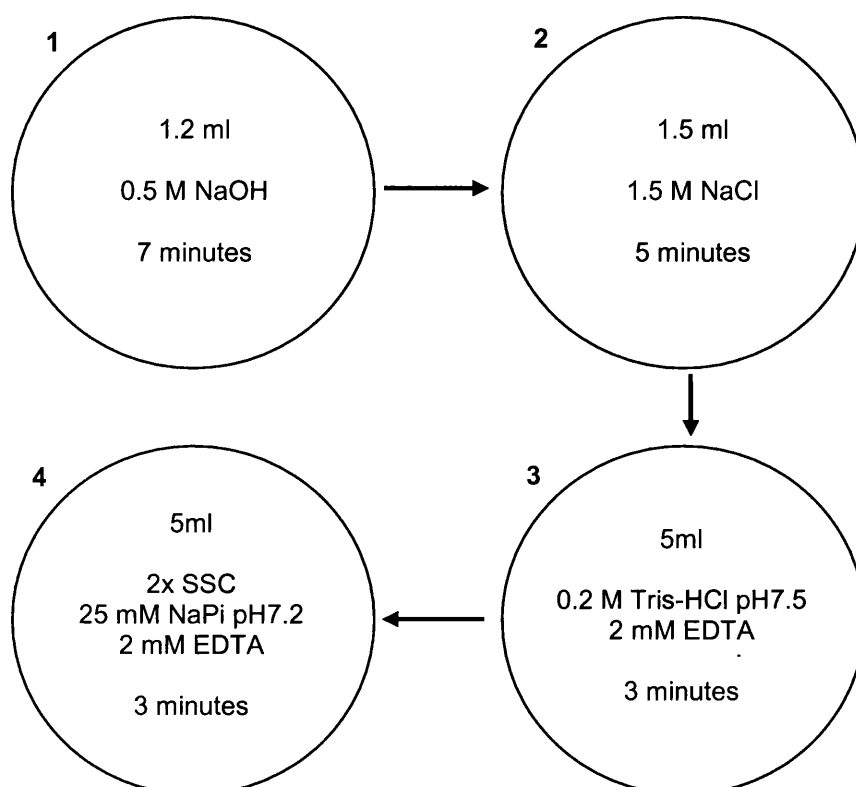 1
1.2 ml
0.5 M NaOH
7 minutes
2
1.5 ml
1.5 M NaCl
5 minutes
3
5ml
0.2 M Tris-HCl pH7.5
2 mM EDTA
3 minutes
4
5ml
2x SSC
25 mM NaPi pH7.2
2 mM EDTA
3 minutes